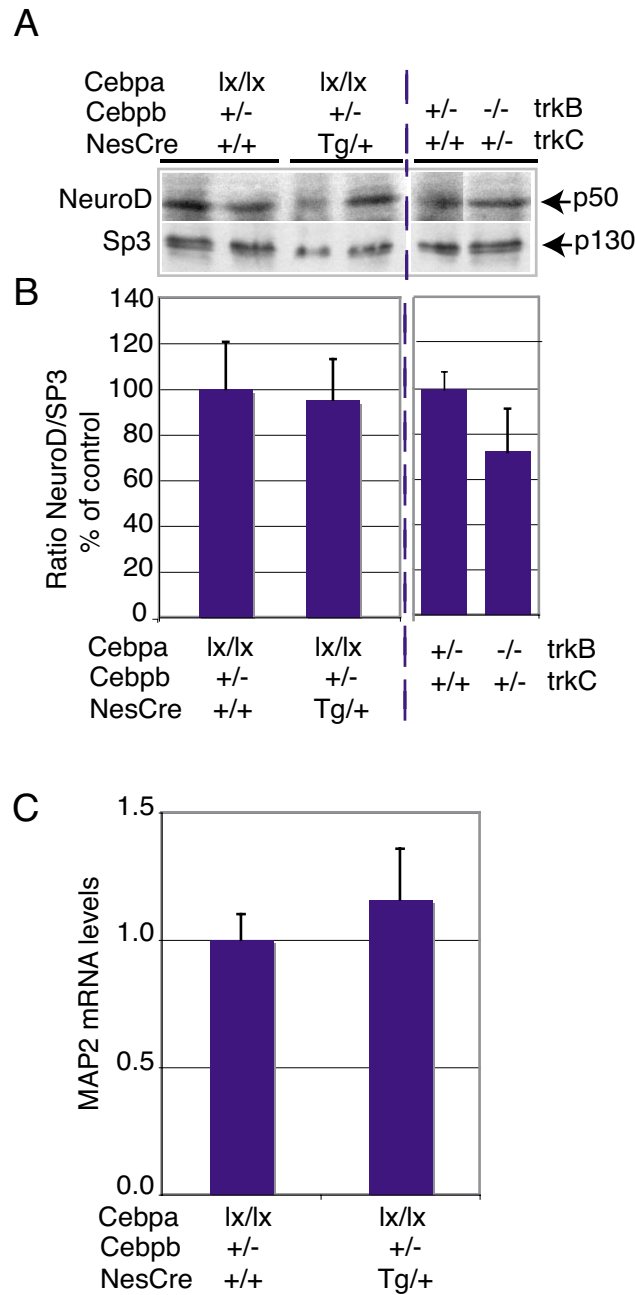 A
Cebpa lx/lx lx/lx
Cebpb +/- +/- +/- -/- trkB
NesCre +/+ Tg/+ +/+ +/- trkC
NeuroD p50
Sp3 p130
B
140
120
100
80
60
40
20
0
Ratio NeuroD/SP3
% of control
Cebpa lx/lx lx/lx +/- -/- trkB
Cebpb +/- +/- +/+ +/- trkC
NesCre +/+ Tg/+
C
1.5
1.0
0.5
0.0
MAP2 mRNA levels
Cebpa lx/lx lx/lx
Cebpb +/- +/-
NesCre +/+ Tg/+